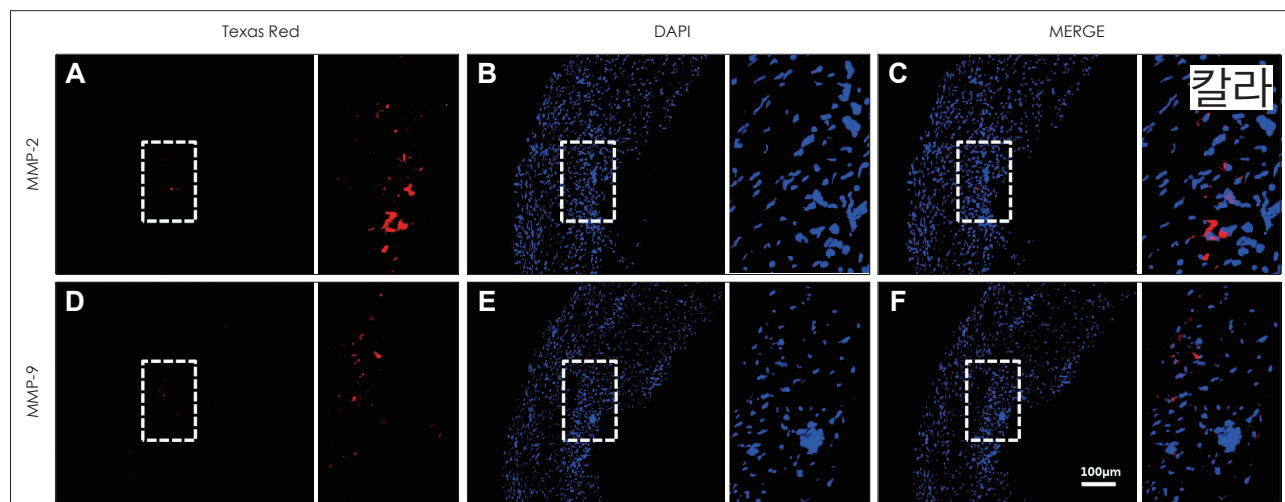 Texas Red DAPI MERGE
MMP-2
A B C
칼라
MMP-9
D E F
100μm